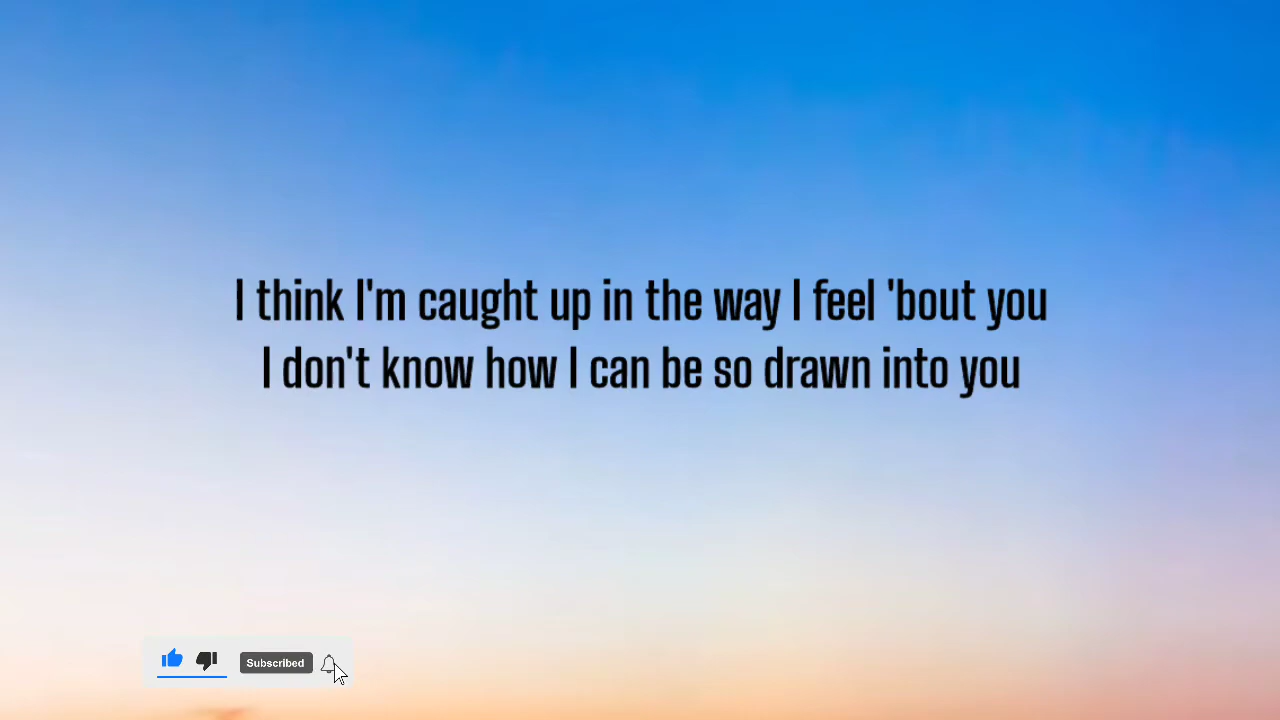 I think I'm caught up in the way I feel 'bout you
I don't know how I can be so drawn into you
Subscribed